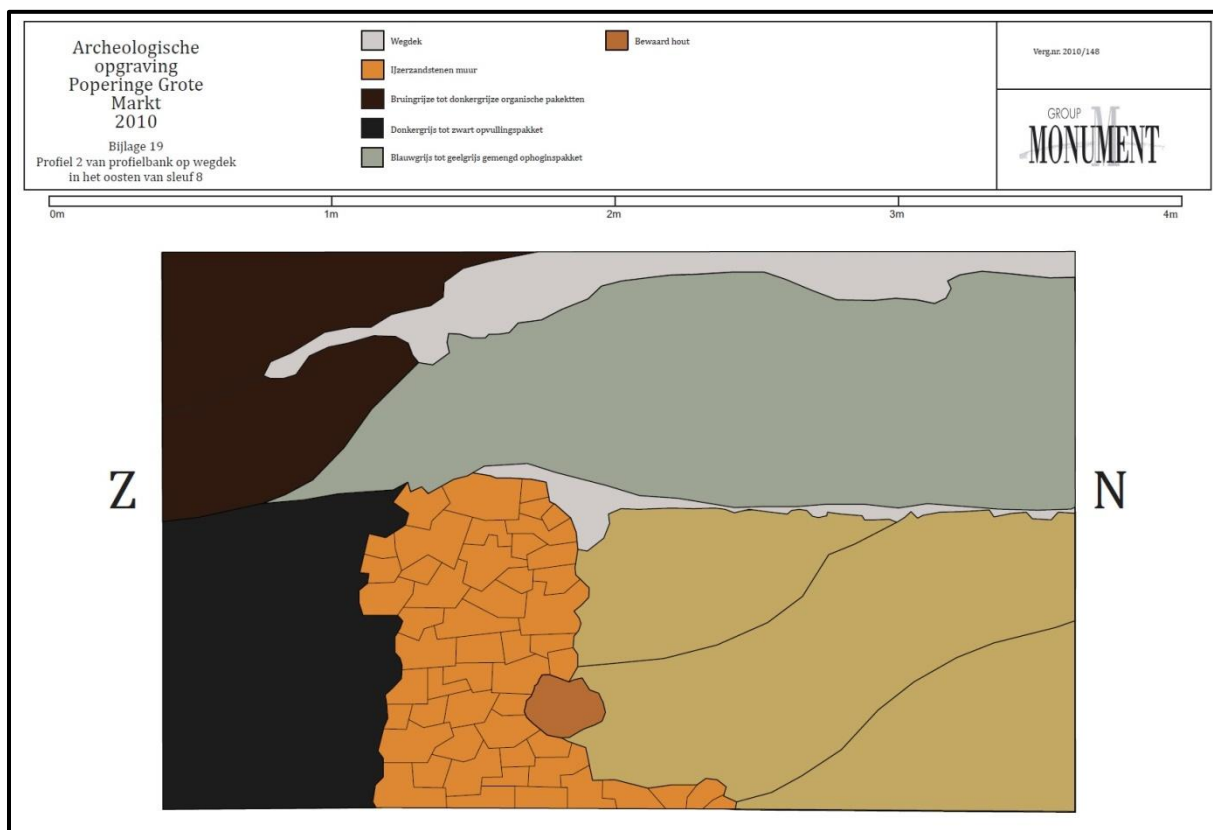 Archeologische
opgraving
Poperinge Grote
Markt
2010
Bijlage 19
Profiel 2 van profielbank op wegdek
in het oosten van sleuf 8
Wegdek
IJzerzandstenen muur
Bruingrijze tot donkergrijze organische pakektten
Donkergrijs tot zwart opvullingspakket
Blauwgrijs tot geelgrijs gemengd ophoginspakket
Bewaard hout
Verg.nr. 2010/148
GROUP
M
MONUMENT
0m 1m 2m 3m 4m
Z
N